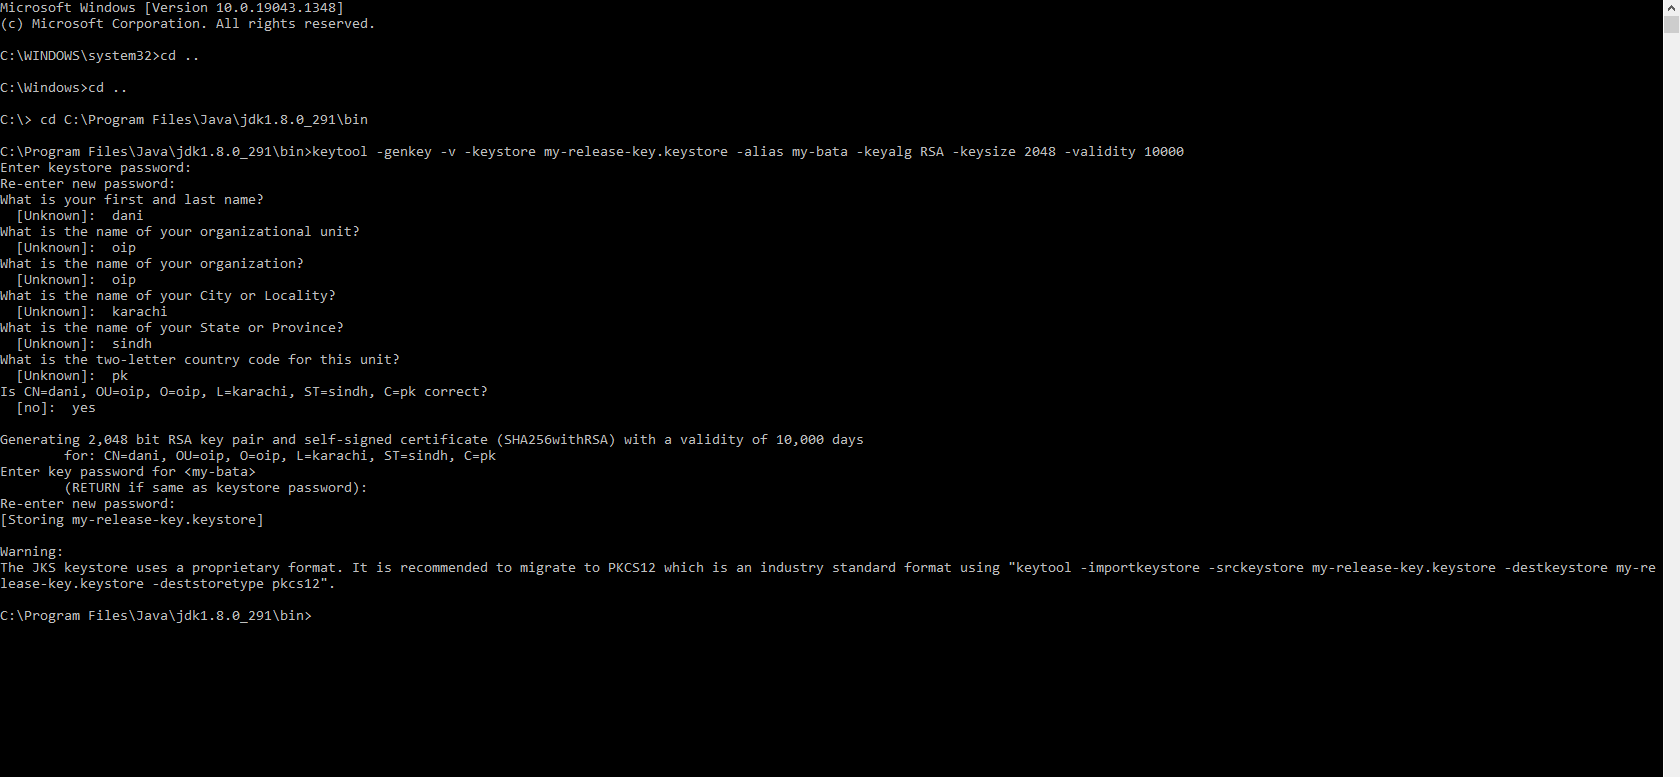 Microsoft Windows [Version 10.0.19043.1348]
(c) Microsoft Corporation. All rights reserved.
C:\WINDOWS\system32>cd ..
C:\Windows>cd ..
C:\> cd C:\Program Files\Java\jdk1.8.0_291\bin
C:\Program Files\Java\jdk1.8.0_291\bin>keytool -genkey -v -keystore my-release-key.keystore -alias my-bata -keyalg RSA -keysize 2048 -validity 10000
Enter keystore password:
Re-enter new password:
What is your first and last name?
  [Unknown]:  dani
What is the name of your organizational unit?
  [Unknown]:  oip
What is the name of your organization?
  [Unknown]:  oip
What is the name of your City or Locality?
  [Unknown]:  karachi
What is the name of your State or Province?
  [Unknown]:  sindh
What is the two-letter country code for this unit?
  [Unknown]:  pk
Is CN=dani, OU=oip, O=oip, L=karachi, ST=sindh, C=pk correct?
  [no]:  yes
Generating 2,048 bit RSA key pair and self-signed certificate (SHA256withRSA) with a validity of 10,000 days
        for: CN=dani, OU=oip, O=oip, L=karachi, ST=sindh, C=pk
Enter key password for <my-bata>
        (RETURN if same as keystore password):
Re-enter new password:
[Storing my-release-key.keystore]
Warning:
The JKS keystore uses a proprietary format. It is recommended to migrate to PKCS12 which is an industry standard format using "keytool -importkeystore -srckeystore my-release-key.keystore -destkeystore my-re
lease-key.keystore -deststoretype pkcs12".
C:\Program Files\Java\jdk1.8.0_291\bin>